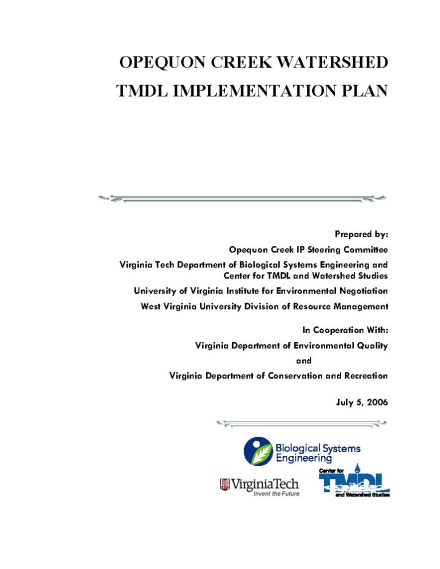 OPEQUON CREEK WATERSHED
TMDL IMPLEMENTATION PLAN
Prepared by:
Opequon Creek IP Steering Committee
Virginia Tech Department of Biological Systems Engineering and
Center for TMDL and Watershed Studies
University of Virginia Institute for Environmental Negotiation
West Virginia University Division of Resource Management
In Cooperation With:
Virginia Department of Environmental Quality
and
Virginia Department of Conservation and Recreation
July 5, 2006
Biological Systems
Engineering
VirginiaTech
Invent the Future
Center for
TMDL
and Watershed Studies